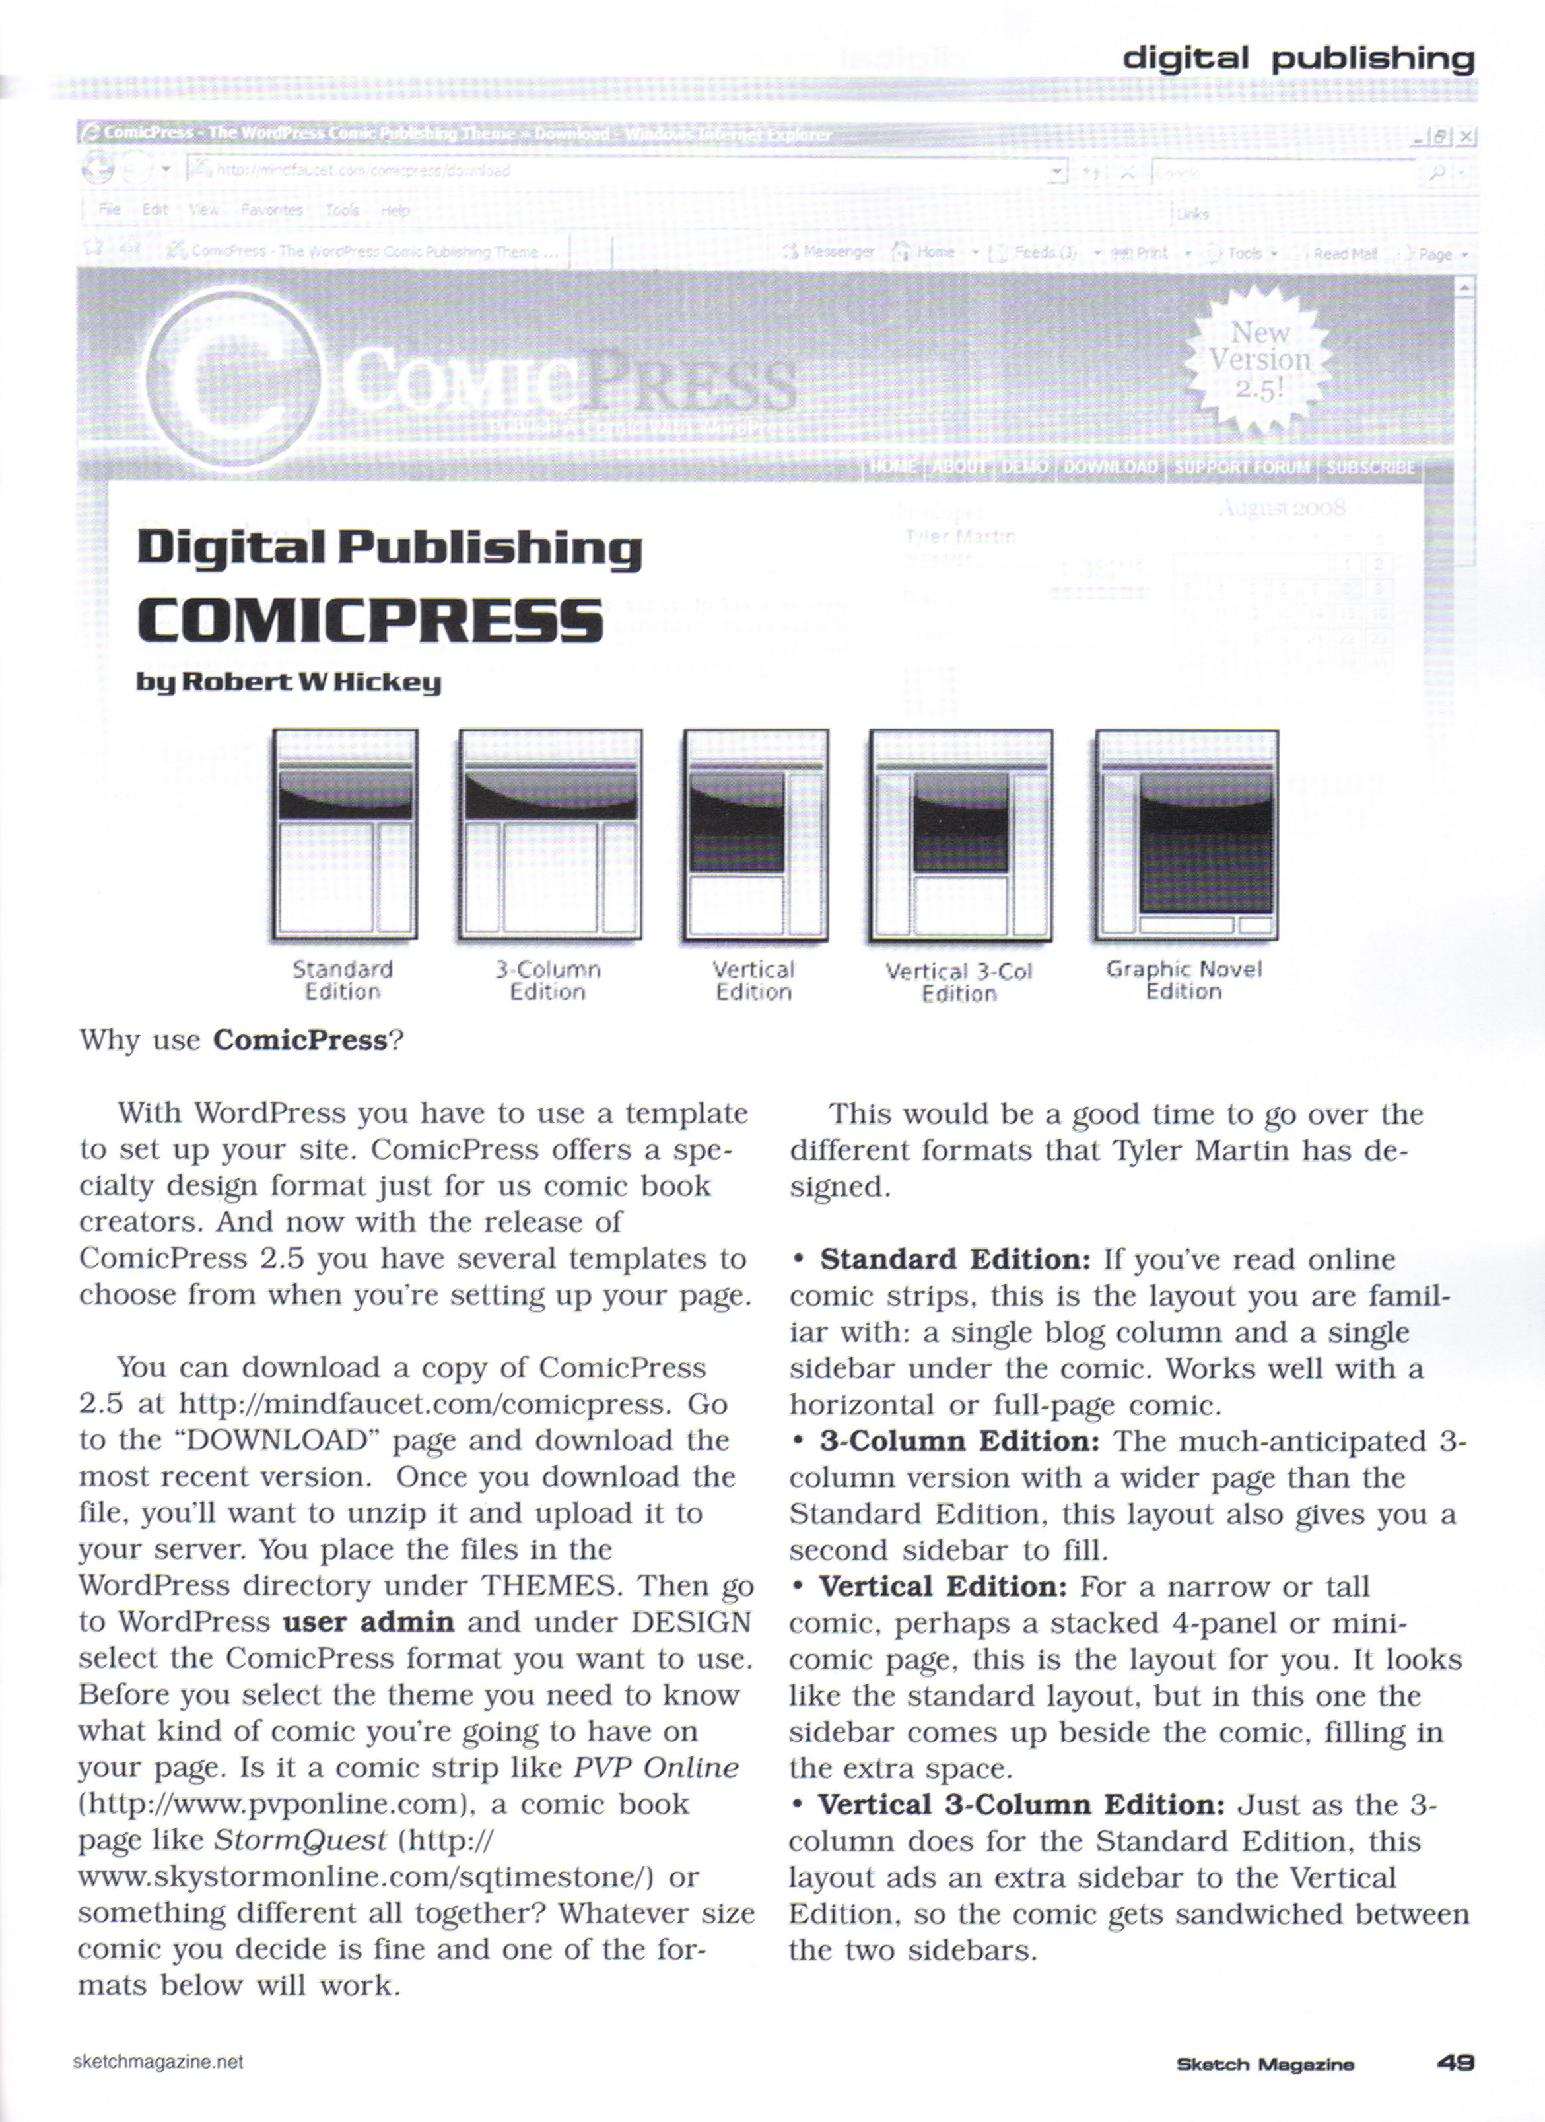 digital publishing
ComicPress - The WordPress Comic Publishing Theme » Download - Windows Internet Explorer
http://mindfaucet.com/comicpress/download
File Edit View Favorites Tools Help
Links
ComicPress - The WordPress Comic Publishing Theme ...
Messenger Home Feeds (J) Print Tools Read Mail Page
C COMICPRESS
Publish A Comic With WordPress
New
Version
2.5!
HOME ABOUT DEMO DOWNLOAD SUPPORT FORUM SUBSCRIBE
August 2008
Tyler Martin
Digital Publishing
COMICPRESS
by Robert W Hickey
Standard
Edition
3-Column
Edition
Vertical
Edition
Vertical 3-Col
Edition
Graphic Novel
Edition
Why use ComicPress?
With WordPress you have to use a template
to set up your site. ComicPress offers a spe-
cialty design format just for us comic book
creators. And now with the release of
ComicPress 2.5 you have several templates to
choose from when you're setting up your page.
You can download a copy of ComicPress
2.5 at http://mindfaucet.com/comicpress. Go
to the “DOWNLOAD” page and download the
most recent version. Once you download the
file, you'll want to unzip it and upload it to
your server. You place the files in the
WordPress directory under THEMES. Then go
to WordPress user admin and under DESIGN
select the ComicPress format you want to use.
Before you select the theme you need to know
what kind of comic you're going to have on
your page. Is it a comic strip like PVP Online
(http://www.pvponline.com), a comic book
page like StormQuest (http://
www.skystormonline.com/sqtimestone/) or
something different all together? Whatever size
comic you decide is fine and one of the for-
mats below will work.
This would be a good time to go over the
different formats that Tyler Martin has de-
signed.
• Standard Edition: If you've read online
comic strips, this is the layout you are famil-
iar with: a single blog column and a single
sidebar under the comic. Works well with a
horizontal or full-page comic.
• 3-Column Edition: The much-anticipated 3-
column version with a wider page than the
Standard Edition, this layout also gives you a
second sidebar to fill.
• Vertical Edition: For a narrow or tall
comic, perhaps a stacked 4-panel or mini-
comic page, this is the layout for you. It looks
like the standard layout, but in this one the
sidebar comes up beside the comic, filling in
the extra space.
• Vertical 3-Column Edition: Just as the 3-
column does for the Standard Edition, this
layout ads an extra sidebar to the Vertical
Edition, so the comic gets sandwiched between
the two sidebars.
sketchmagazine.net
Sketch Magazine 49